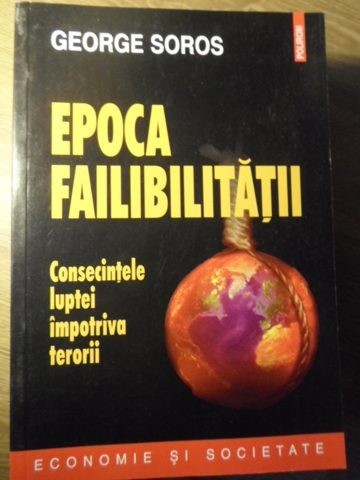 GEORGE SOROS
POLIROM
EPOCA
FAILIBILITĂȚII
Consecințele
luptei
împotriva
terorii
ECONOMIE ȘI SOCIETATE